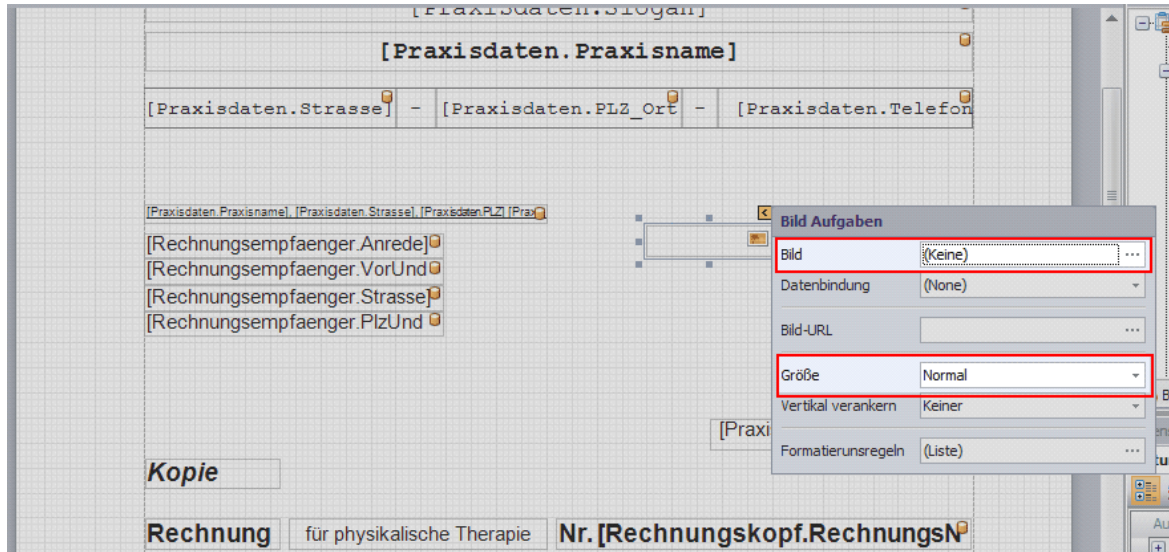 [Praxisdaten.Slogan]
[Praxisdaten.Praxisname]
[Praxisdaten.Strasse] - [Praxisdaten.PLZ_Ort - [Praxisdaten.Telefon
[Praxisdaten.Praxisname], [Praxisdaten.Strasse], [Praxisdaten.PLZ] [Prax
[Rechnungsempfaenger.Anrede]
[Rechnungsempfaenger.VorUnd
[Rechnungsempfaenger.Strasse]
[Rechnungsempfaenger.PlzUnd
Bild Aufgaben
Bild (Keine) ...
Datenbindung (None)
Bild-URL ...
Größe Normal
Vertikal verankern Keiner
Formatierungsregeln (Liste) ...
[Praxi
Kopie
Rechnung für physikalische Therapie Nr. [Rechnungskopf.RechnungsN
Au